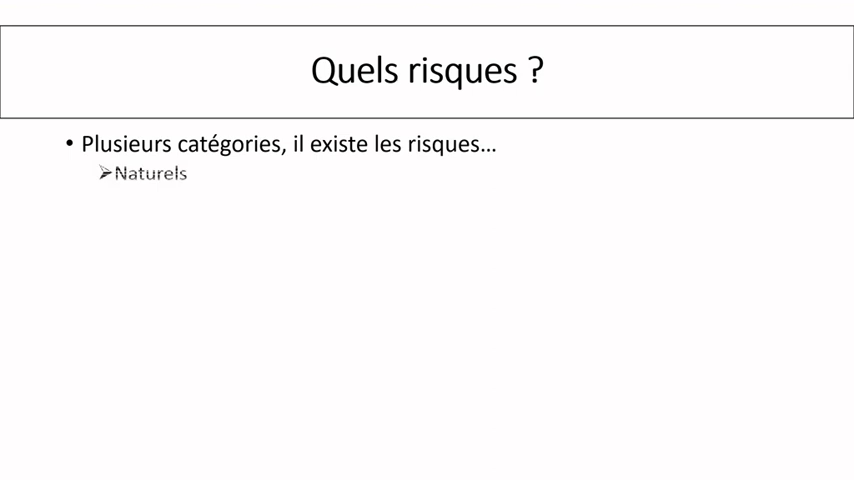 Quels risques ?
• Plusieurs catégories, il existe les risques…
➢Naturels